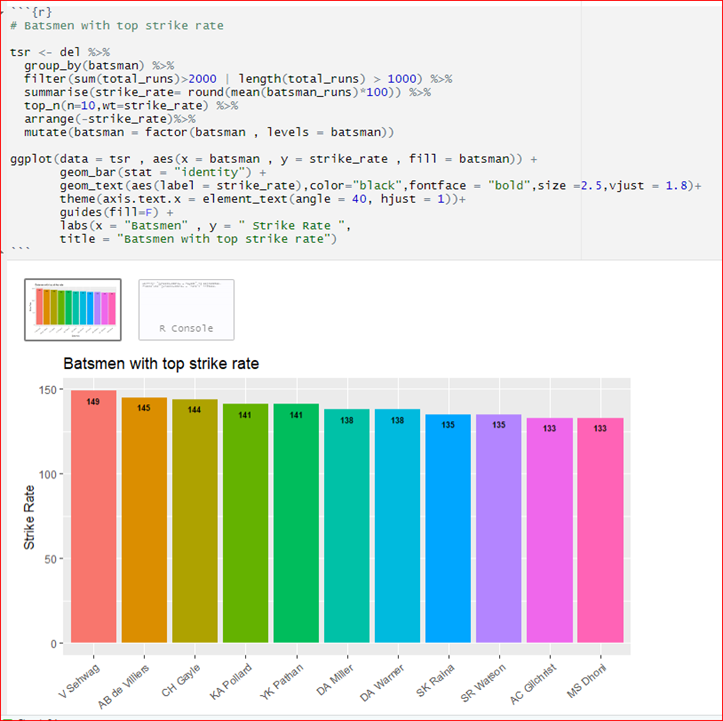 ```{r}
# Batsmen with top strike rate
tsr <- del %>%
group_by(batsman) %>%
filter(sum(total_runs)>2000 | length(total_runs) > 1000) %>%
summarise(strike_rate= round(mean(batsman_runs)*100)) %>%
top_n(n=10,wt=strike_rate) %>%
arrange(-strike_rate)%>%
mutate(batsman = factor(batsman , levels = batsman))
ggplot(data = tsr , aes(x = batsman , y = strike_rate , fill = batsman)) +
geom_bar(stat = "identity") +
geom_text(aes(label = strike_rate),color="black",fontface = "bold",size =2.5,vjust = 1.8)+
theme(axis.text.x = element_text(angle = 40, hjust = 1))+
guides(fill=F) +
labs(x = "Batsmen" , y = " Strike Rate ",
title = "Batsmen with top strike rate")
```
R Console
Batsmen with top strike rate
150
149
145
144
141
141
138
138
135
135
133
133
100
50
0
Strike Rate
V Sehwag
AB de Villiers
CH Gayle
KA Pollard
YK Pathan
DA Miller
DA Warner
SK Raina
SR Watson
AC Gilchrist
MS Dhoni